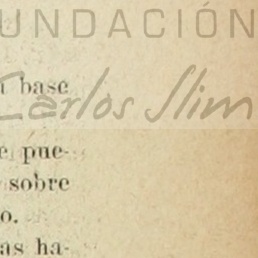 UNDACIÓN
base
Carlos Slim
e pue-
sobre
o.
as ha-